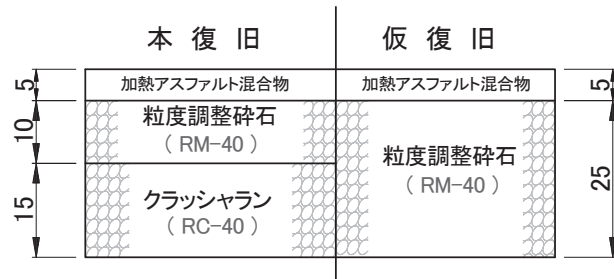 本復旧
仮復旧
5
加熱アスファルト混合物
加熱アスファルト混合物
5
10
粒度調整砕石
（RM-40）
粒度調整砕石
（RM-40）
25
15
クラッシャラン
（RC-40）